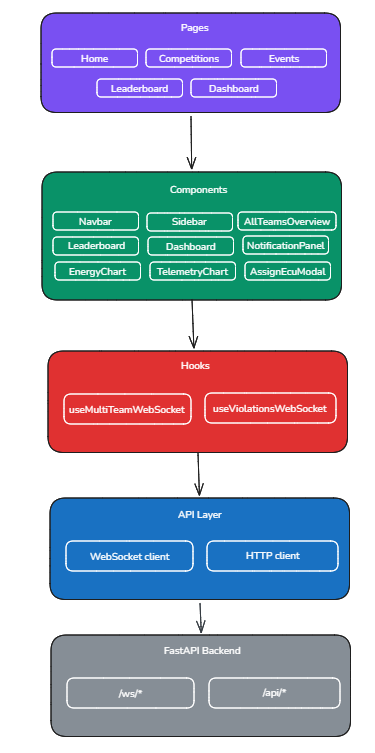 Pages
Home Competitions Events
Leaderboard Dashboard
Components
Navbar Sidebar AllTeamsOverview
Leaderboard Dashboard NotificationPanel
EnergyChart TelemetryChart AssignEcuModal
Hooks
useMultiTeamWebSocket useViolationsWebSocket
API Layer
WebSocket client HTTP client
FastAPI Backend
/ws/* /api/*